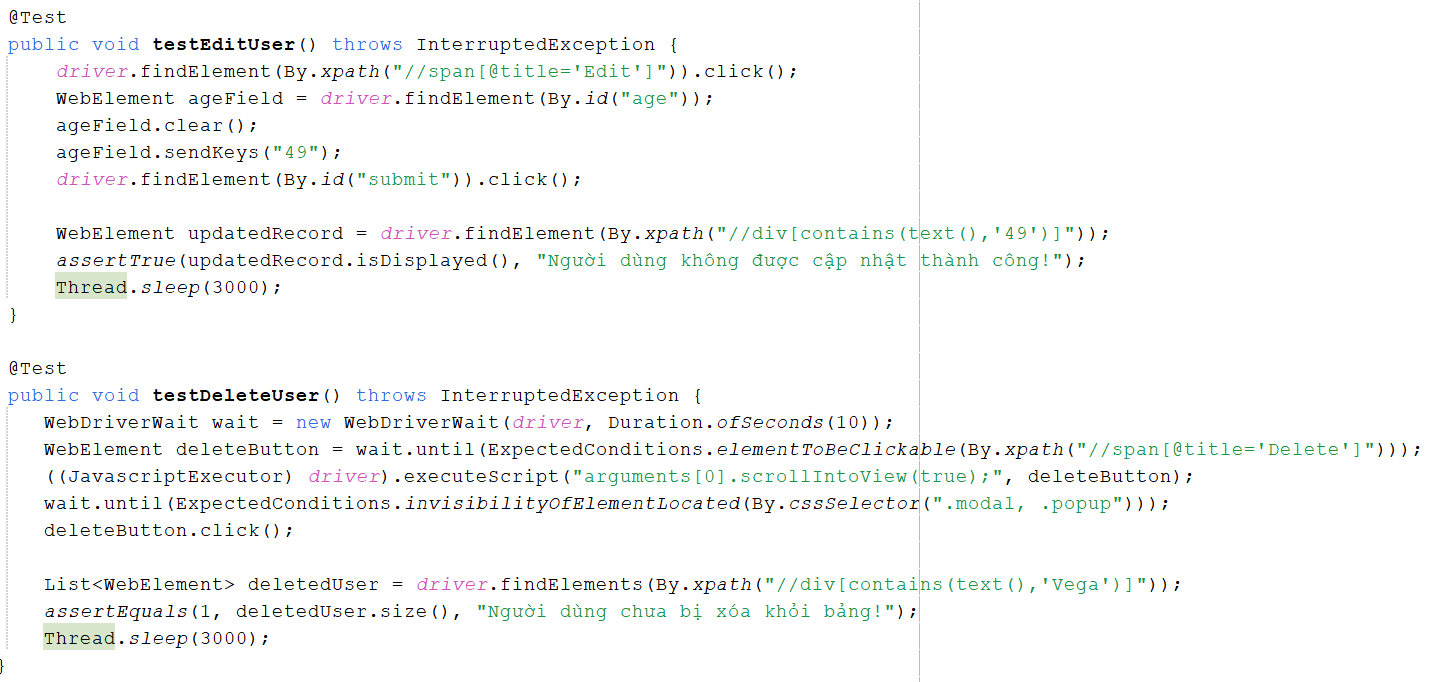 @Test
public void testEditUser() throws InterruptedException {
    driver.findElement(By.xpath("//span[@title='Edit']")).click();
    WebElement ageField = driver.findElement(By.id("age"));
    ageField.clear();
    ageField.sendKeys("49");
    driver.findElement(By.id("submit")).click();

    WebElement updatedRecord = driver.findElement(By.xpath("//div[contains(text(),'49')]"));
    assertTrue(updatedRecord.isDisplayed(), "Người dùng không được cập nhật thành công!");
    Thread.sleep(3000);
}

@Test
public void testDeleteUser() throws InterruptedException {
   WebDriverWait wait = new WebDriverWait(driver, Duration.ofSeconds(10));
   WebElement deleteButton = wait.until(ExpectedConditions.elementToBeClickable(By.xpath("//span[@title='Delete']")));
   ((JavascriptExecutor) driver).executeScript("arguments[0].scrollIntoView(true);", deleteButton);
   wait.until(ExpectedConditions.invisibilityOfElementLocated(By.cssSelector(".modal, .popup")));
   deleteButton.click();

   List<WebElement> deletedUser = driver.findElements(By.xpath("//div[contains(text(),'Vega')]"));
   assertEquals(1, deletedUser.size(), "Người dùng chưa bị xóa khỏi bảng!");
   Thread.sleep(3000);
}